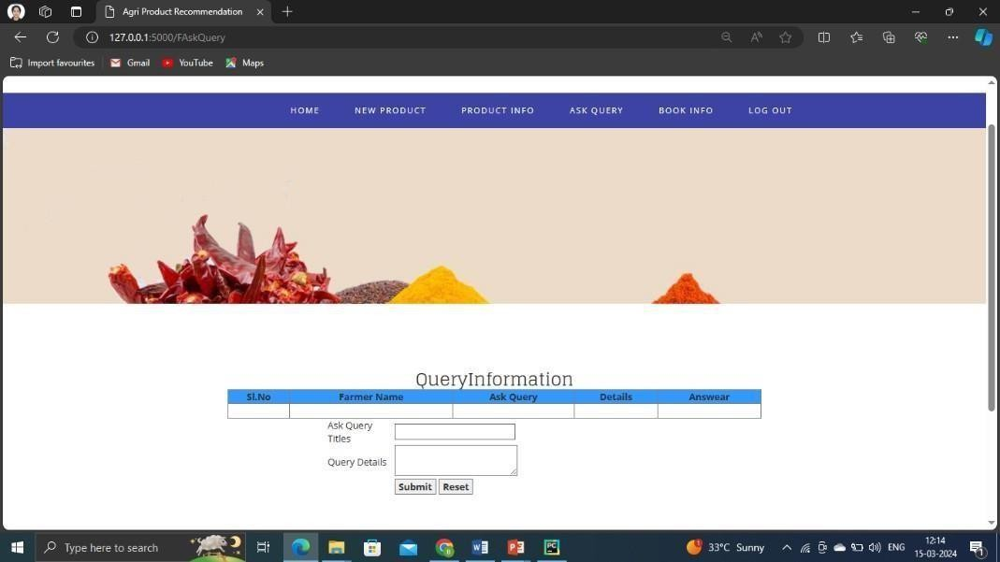 Agri Product Recommendation
127.0.0.1:5000/FAskQuery
Import favourites Gmail YouTube Maps
HOME NEW PRODUCT PRODUCT INFO ASK QUERY BOOK INFO LOG OUT
QueryInformation
Sl.No Farmer Name Ask Query Details Answear
Ask Query
Titles
Query Details
Submit Reset
Type here to search
33°C Sunny
ENG
12:14
15-03-2024